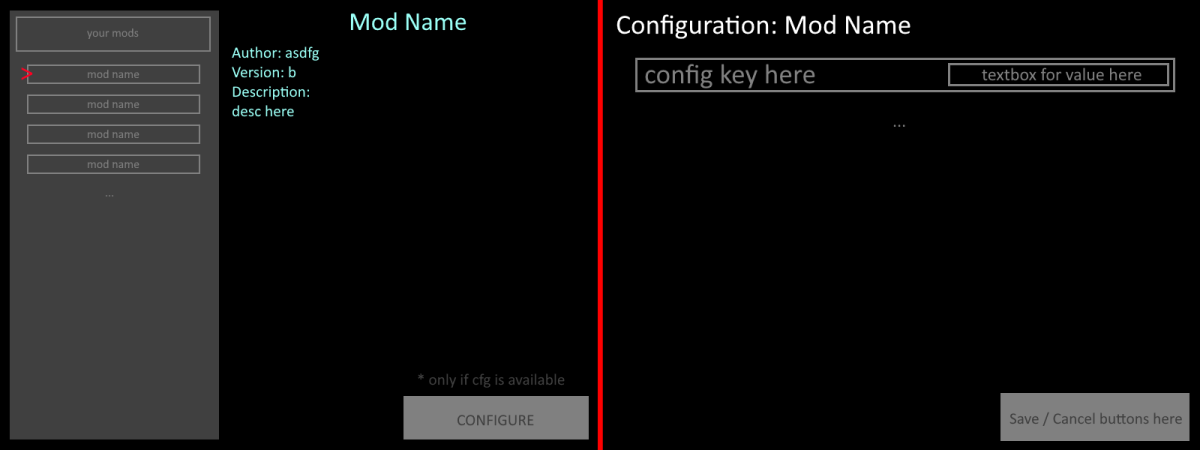 your mods
mod name
mod name
mod name
mod name
...
Mod Name
Author: asdfg
Version: b
Description:
desc here
* only if cfg is available
CONFIGURE
Configuration: Mod Name
config key here
textbox for value here
...
Save / Cancel buttons here